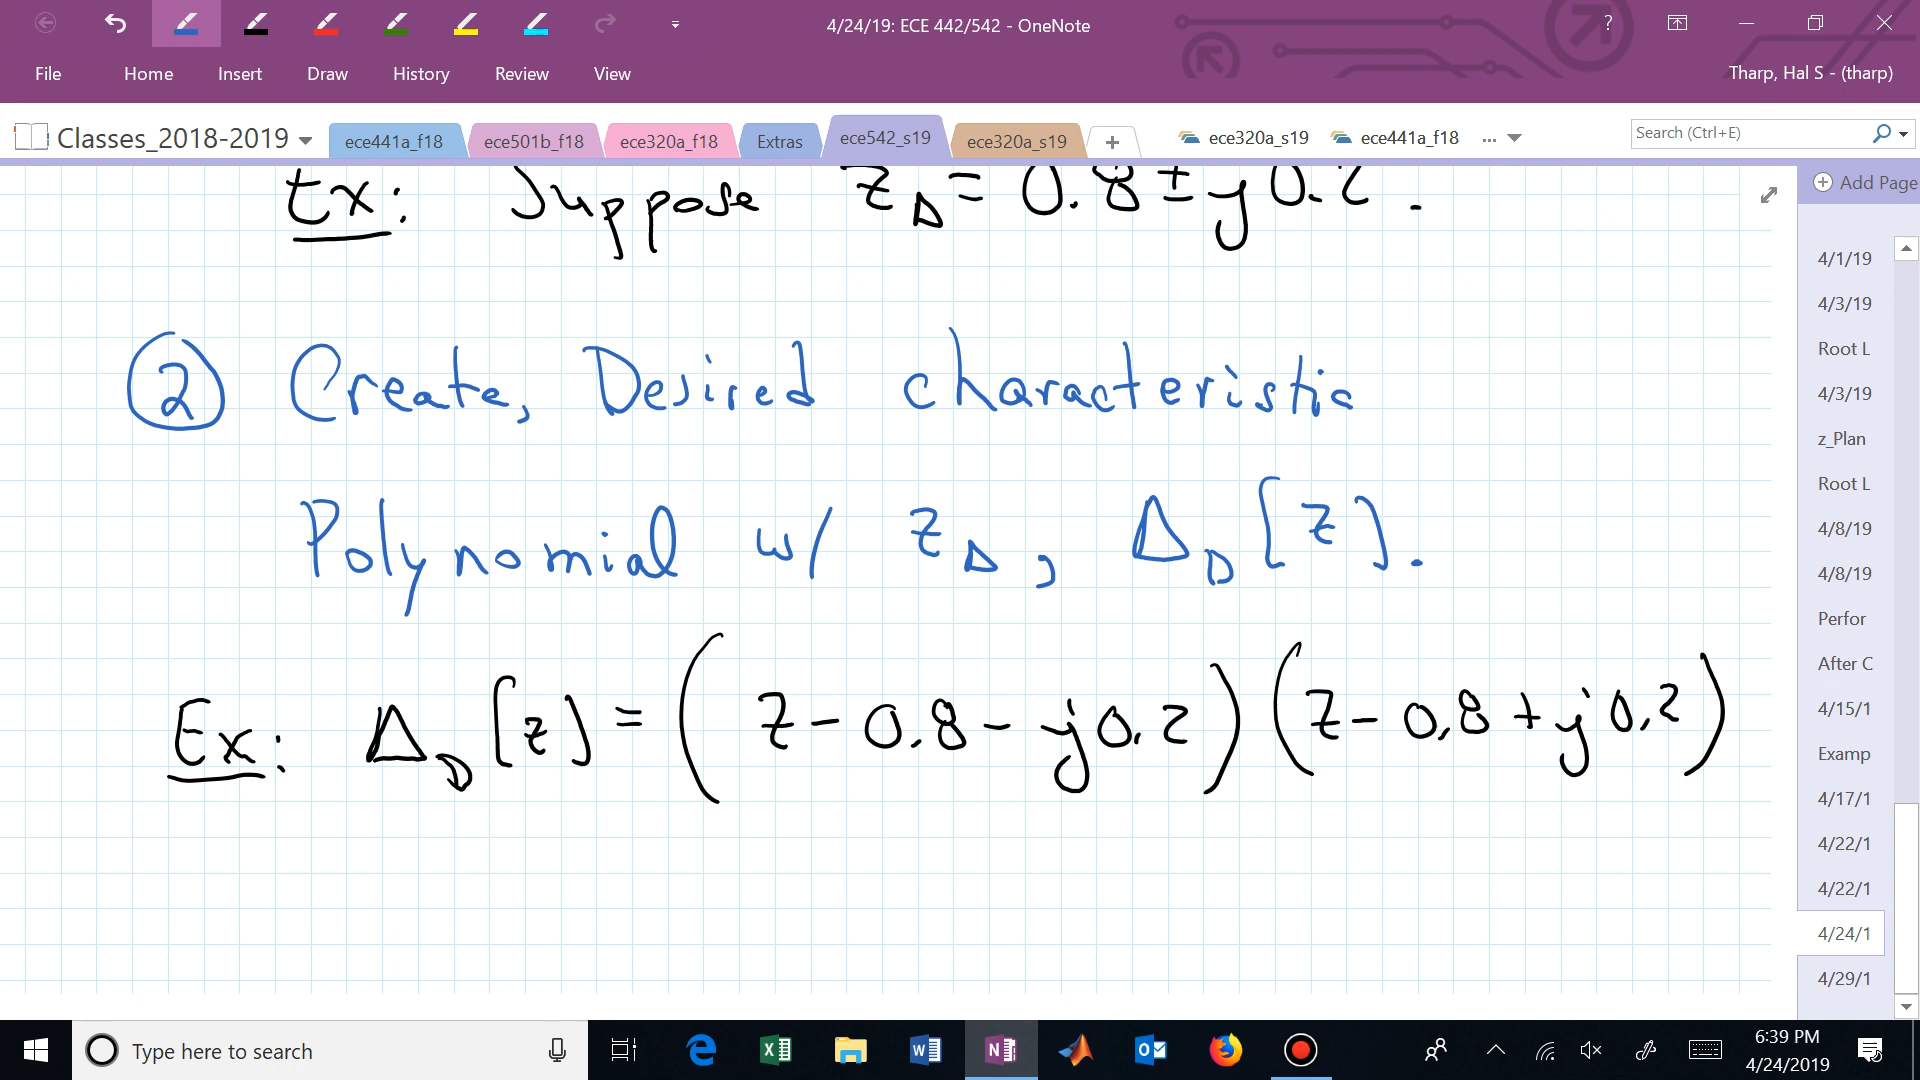 4/24/19: ECE 442/542 - OneNote
?
File Home Insert Draw History Review View
Tharp, Hal S - (tharp)
Classes_2018-2019
ece441a_f18 ece501b_f18 ece320a_f18 Extras ece542_s19 ece320a_s19 +
ece320a_s19 ece441a_f18 ...
Search (Ctrl+E)
Add Page
Ex: Suppose z_Δ = 0.8 ± j0.2 .
② Create, Desired characteristic
Polynomial w/ z_Δ , Δ_D[z].
Ex: Δ_D[z] = (z - 0.8 - j0.2)(z - 0.8 + j0.2)
4/1/19
4/3/19
Root L
4/3/19
z_Plan
Root L
4/8/19
4/8/19
Perfor
After C
4/15/1
Examp
4/17/1
4/22/1
4/22/1
4/24/1
4/29/1
Type here to search
6:39 PM
4/24/2019